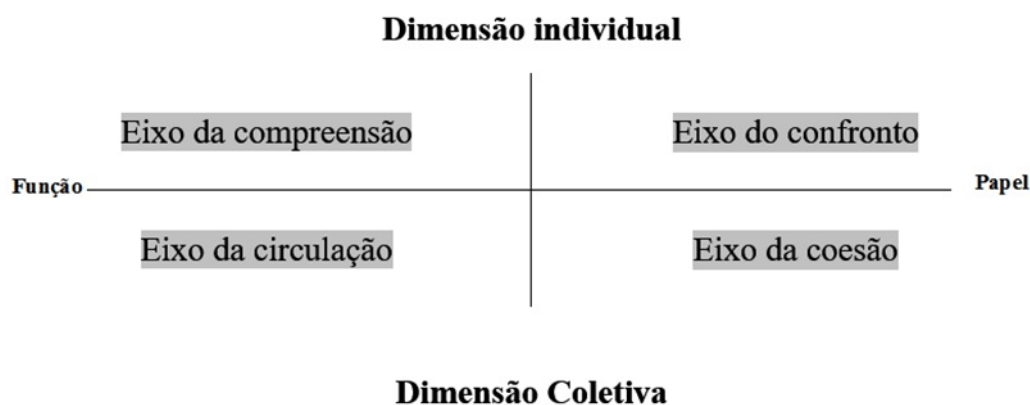 Dimensão individual
Eixo da compreensão
Eixo do confronto
Função
Papel
Eixo da circulação
Eixo da coesão
Dimensão Coletiva